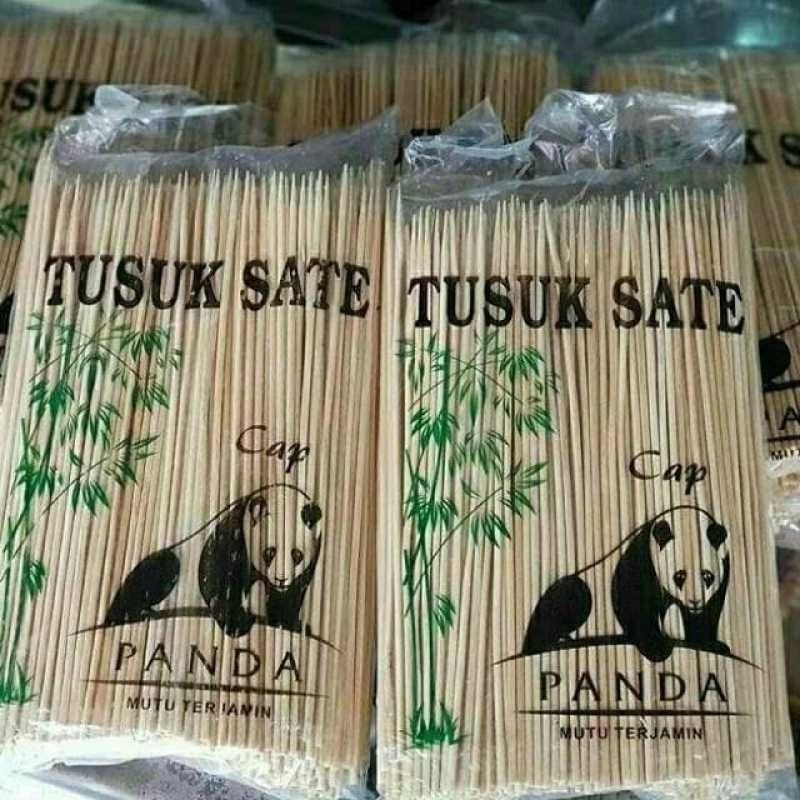 TUSUK SATE
Cap
PANDA
MUTU TERJAMIN
TUSUK SATE
Cap
PANDA
MUTU TERJAMIN